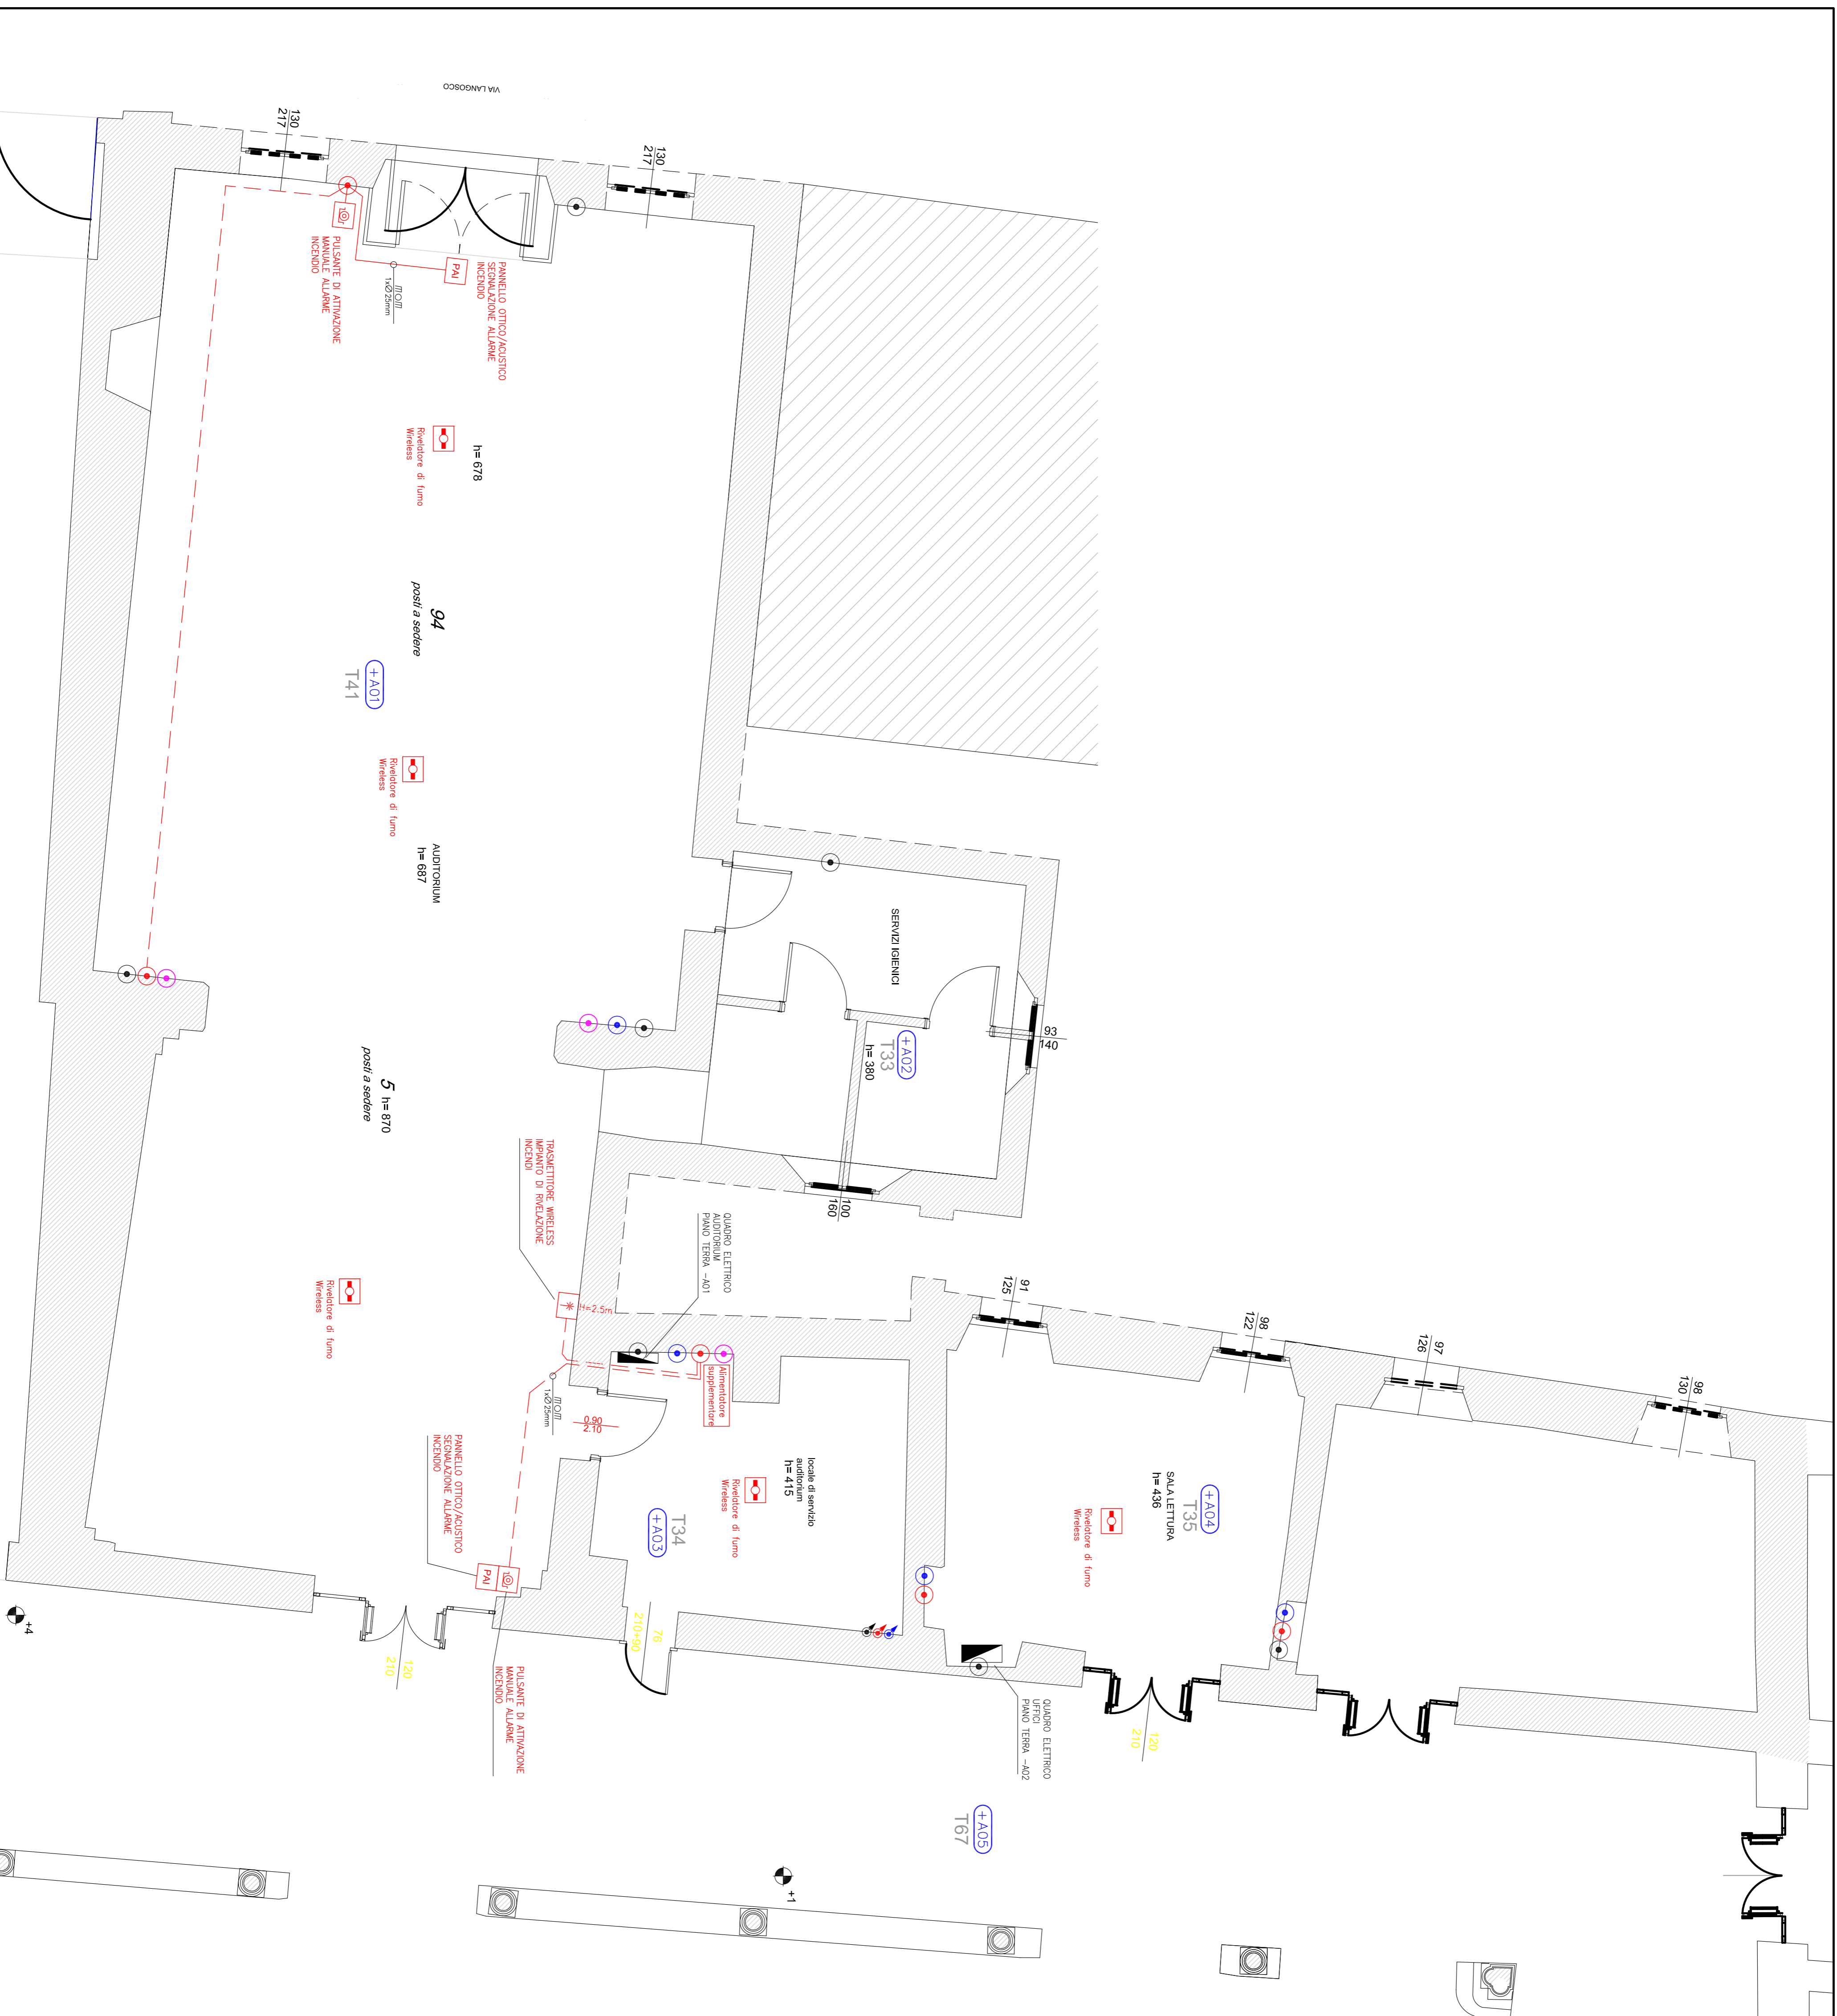 VIA LANGOSCO
130
217
130
217
PULSANTE DI ATTIVAZIONE
MANUALE ALLARME
INCENDIO
PAI
1xØ25mm
PANNELLO OTTICO/ACUSTICO
SEGNALAZIONE ALLARME
INCENDIO
Rivelatore di fumo
Wireless
h= 678
94
posti a sedere
+A01
T41
Rivelatore di fumo
Wireless
AUDITORIUM
h= 687
SERVIZI IGIENICI
+A02
T33
h= 380
93
140
100
160
5
h= 870
posti a sedere
TRASMETTITORE WIRELESS
IMPIANTO DI RIVELAZIONE
INCENDI
H=2.5m
QUADRO ELETTRICO
AUDITORIUM
PIANO TERRA -A01
Rivelatore di fumo
Wireless
Alimentatore
supplementare
1xØ25mm
0.90
2.10
PANNELLO OTTICO/ACUSTICO
SEGNALAZIONE ALLARME
INCENDIO
PAI
PULSANTE DI ATTIVAZIONE
MANUALE ALLARME
INCENDIO
locale di servizio
auditorium
h= 415
Rivelatore di fumo
Wireless
T34
+A03
91
125
98
122
97
126
98
130
+A04
T35
SALA LETTURA
h= 436
Rivelatore di fumo
Wireless
76
210+90
120
210
120
210
QUADRO ELETTRICO
UFFICI
PIANO TERRA -A02
+A05
T67
+4
+1